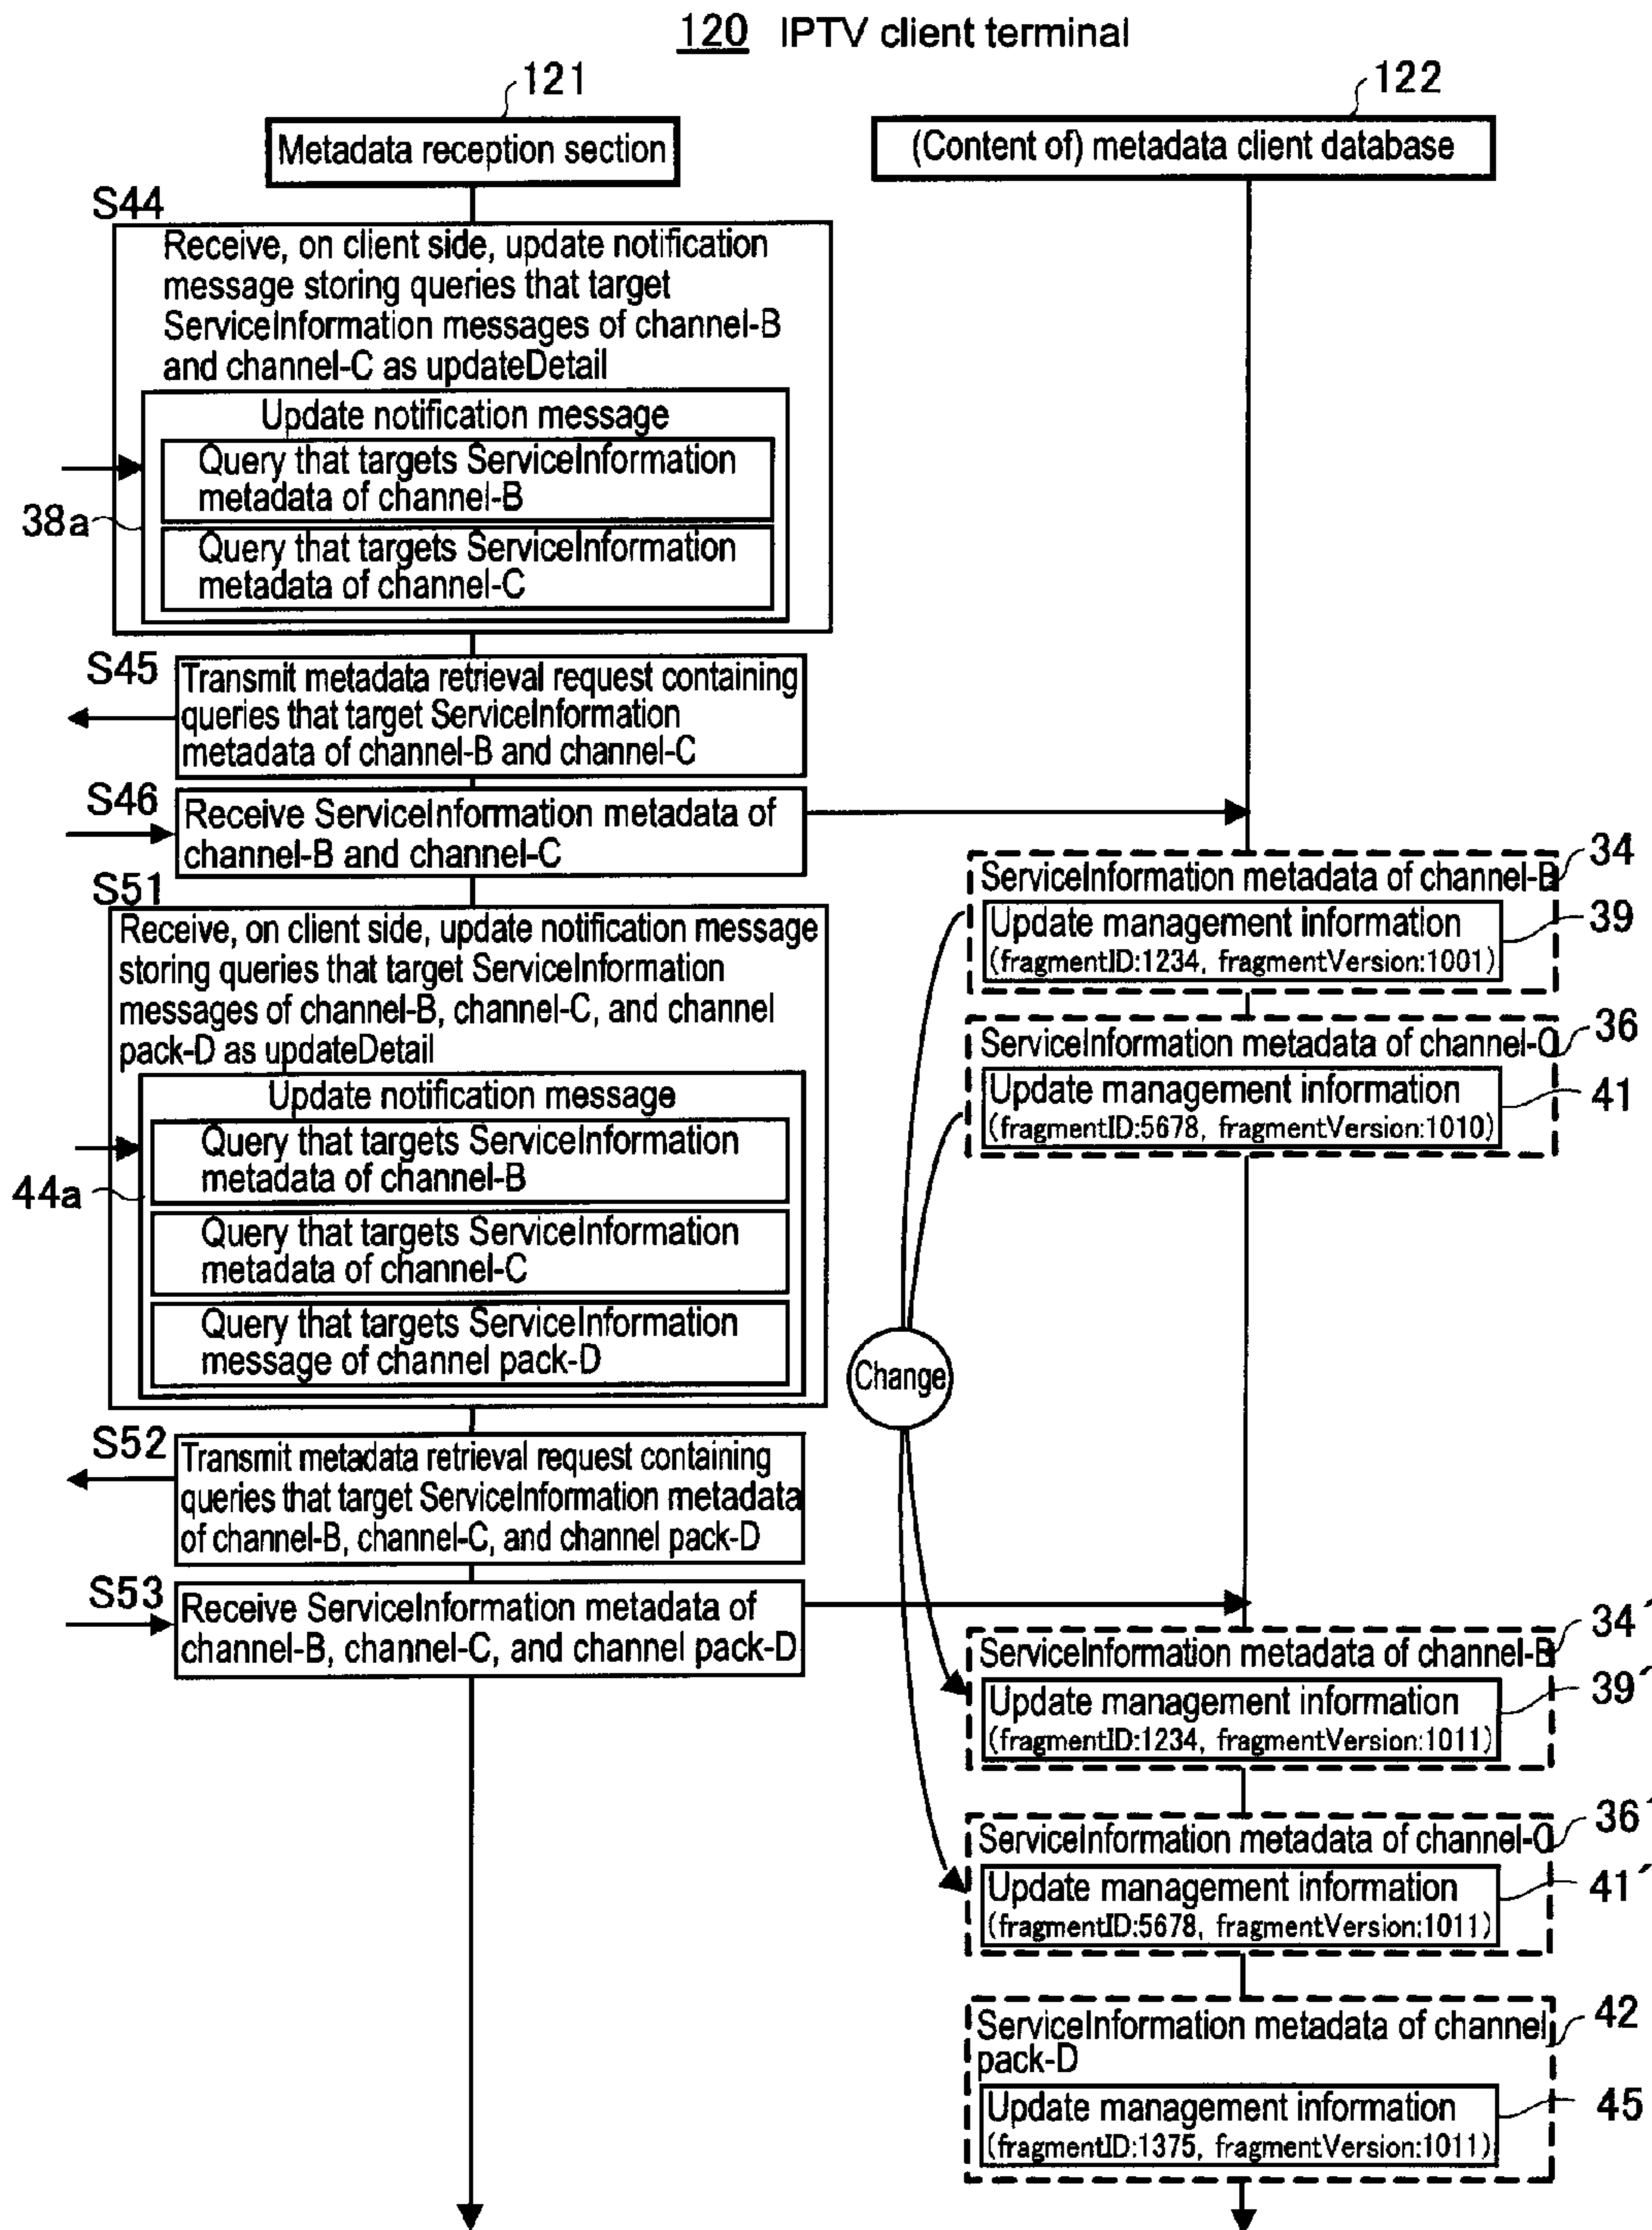 120 IPTV client terminal
121
122
Metadata reception section
(Content of) metadata client database
S44
Receive, on client side, update notification
message storing queries that target
ServiceInformation messages of channel-B
and channel-C as updateDetail
Update notification message
Query that targets ServiceInformation
metadata of channel-B
38a
Query that targets ServiceInformation
metadata of channel-C
S45
Transmit metadata retrieval request containing
queries that target ServiceInformation
metadata of channel-B and channel-C
S46
Receive ServiceInformation metadata of
channel-B and channel-C
ServiceInformation metadata of channel-B
34
Update management information
(fragmentID:1234, fragmentVersion:1001)
39
ServiceInformation metadata of channel-C
36
Update management information
(fragmentID:5678, fragmentVersion:1010)
41
S51
Receive, on client side, update notification message
storing queries that target ServiceInformation
messages of channel-B, channel-C, and channel
pack-D as updateDetail
Update notification message
Query that targets ServiceInformation
metadata of channel-B
44a
Query that targets ServiceInformation
metadata of channel-C
Query that targets ServiceInformation
message of channel pack-D
Change
S52
Transmit metadata retrieval request containing
queries that target ServiceInformation metadata
of channel-B, channel-C, and channel pack-D
S53
Receive ServiceInformation metadata of
channel-B, channel-C, and channel pack-D
ServiceInformation metadata of channel-B
34´
Update management information
(fragmentID:1234, fragmentVersion:1011)
39´
ServiceInformation metadata of channel-C
36´
Update management information
(fragmentID:5678, fragmentVersion:1011)
41´
ServiceInformation metadata of channel
pack-D
42
Update management information
(fragmentID:1375, fragmentVersion:1011)
45